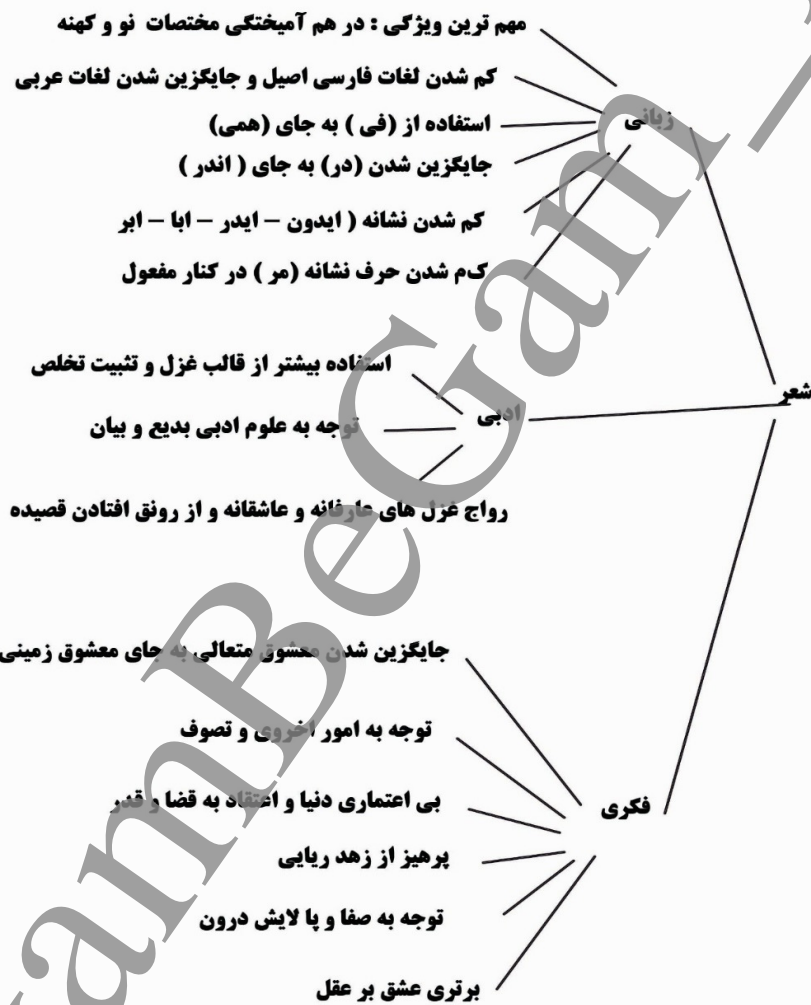 مهم ترین ویژگی : در هم آمیختگی مختصات نو و کهنه
کم شدن لغات فارسی اصیل و جایگزین شدن لغات عربی
زبانی
استفاده از (فی ) به جای (همی)
جایگزین شدن (در) به جای ( اندر )
کم شدن نشانه ( ایدون – ایدر – ابا – ابر
کم شدن حرف نشانه (مر ) در کنار مفعول
استفاده بیشتر از قالب غزل و تثبیت تخلص
شعر
ادبی
توجه به علوم ادبی بدیع و بیان
رواج غزل های عارفانه و عاشقانه و از رونق افتادن قصیده
جایگزین شدن معشوق متعالی به جای معشوق زمینی
توجه به امور اخروی و تصوف
بی اعتماری دنیا و اعتقاد به قضا و قدر
فکری
پرهیز از زهد ریایی
توجه به صفا و پا لایش درون
برتری عشق بر عقل